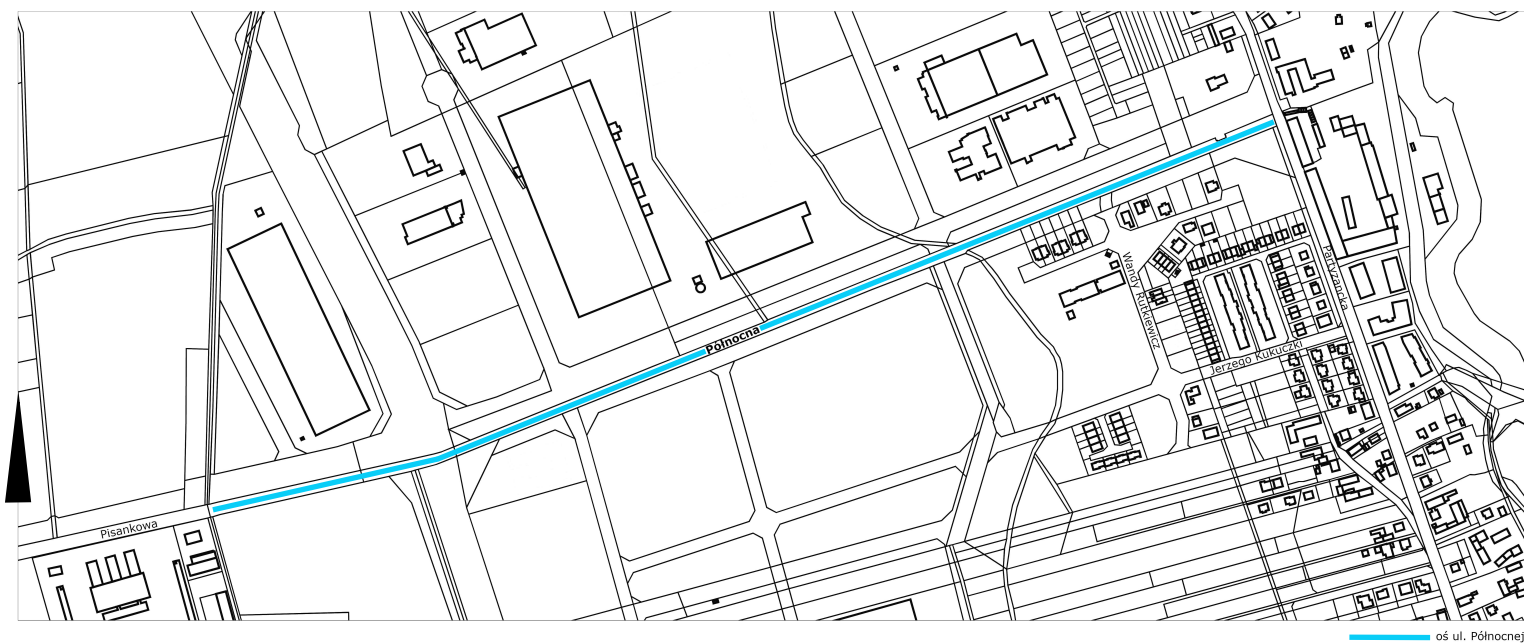 Północna
Wandy Rutkiewicz
Partyzancka
Jerzego Kukuczki
Pisankowa
oś ul. Północnej